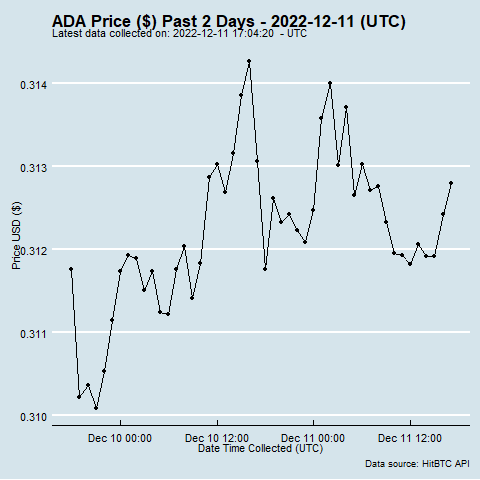 ADA Price ($) Past 2 Days - 2022-12-11 (UTC)
Latest data collected on: 2022-12-11 17:04:20 - UTC
0.314
0.313
0.312
0.311
0.310
Price USD ($)
Dec 10 00:00 Dec 10 12:00 Dec 11 00:00 Dec 11 12:00
Date Time Collected (UTC)
Data source: HitBTC API